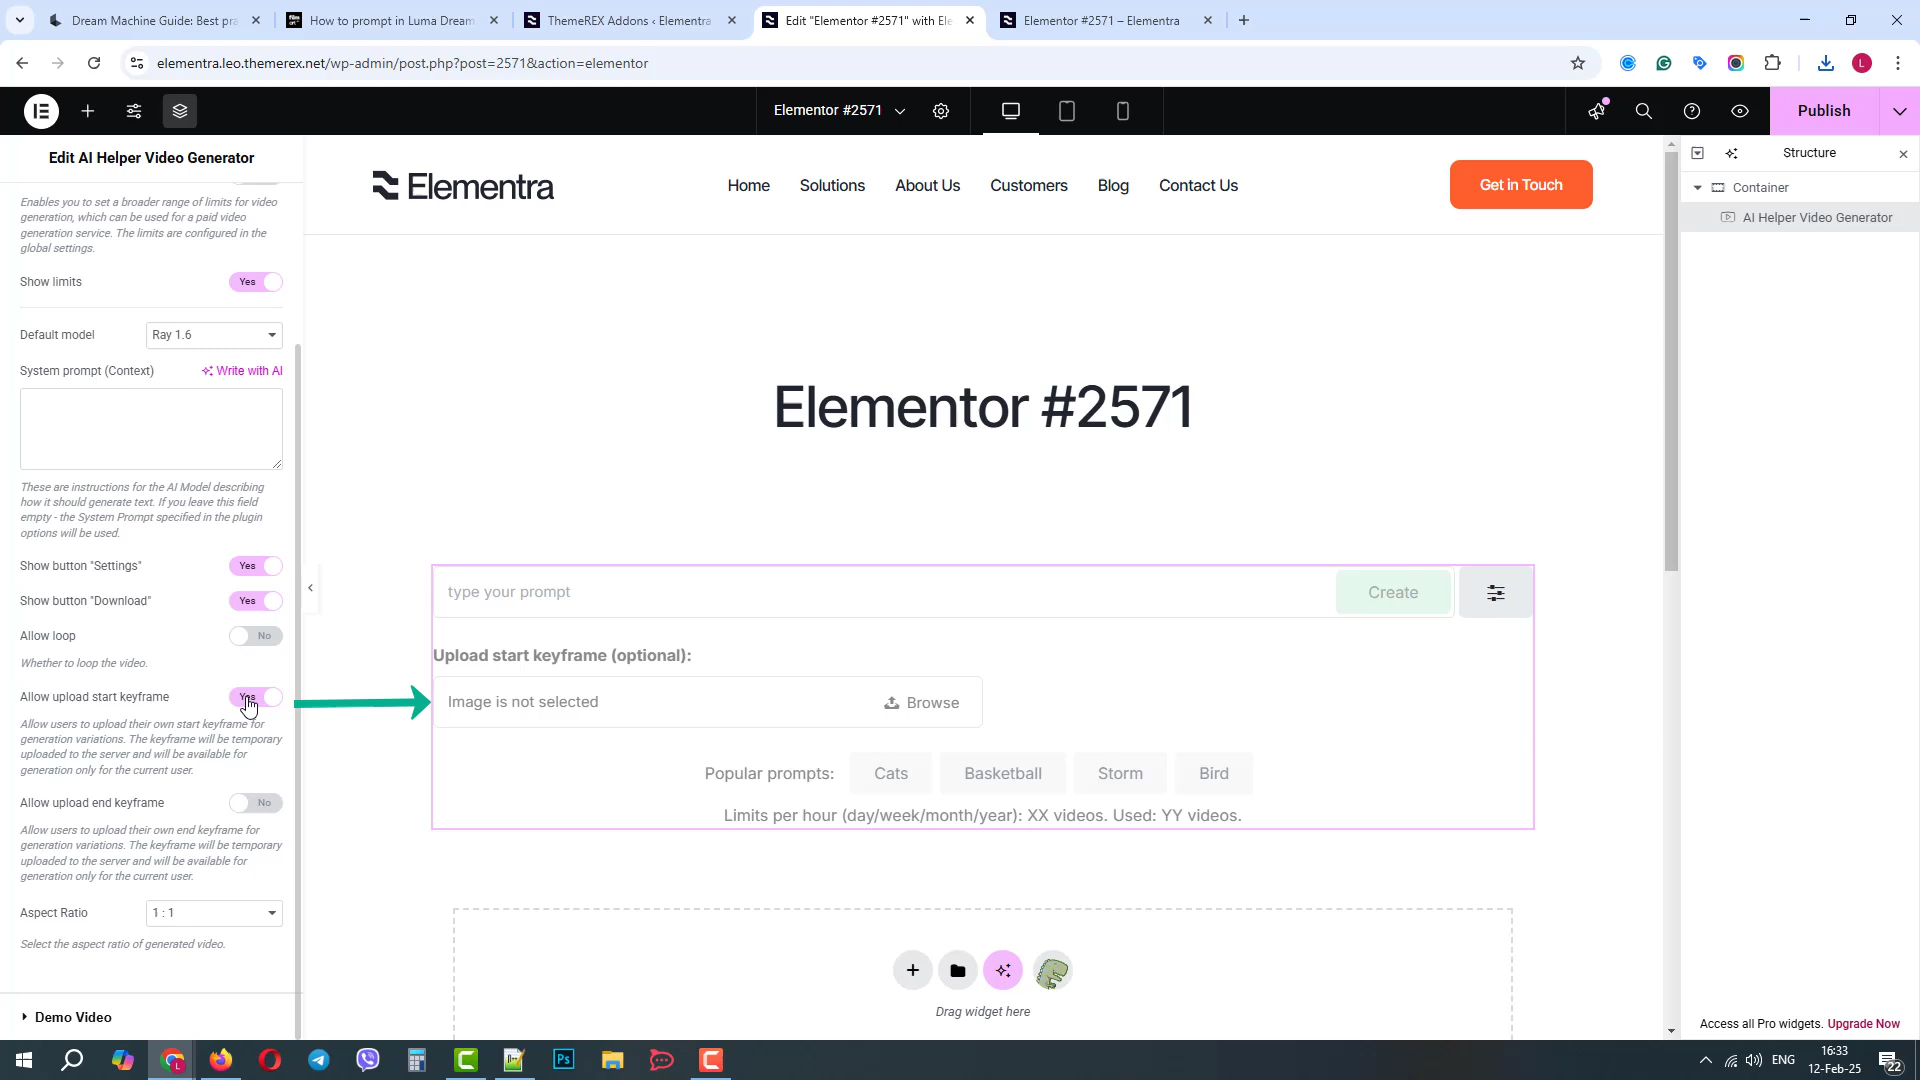 Dream Machine Guide: Best pra
How to prompt in Luma Dream
ThemeREX Addons ‹ Elementra
Edit "Elementor #2571" with Ele
Elementor #2571 – Elementra
elementra.leo.themerex.net/wp-admin/post.php?post=2571&action=elementor
L
Elementor #2571
Publish
Edit AI Helper Video Generator
Enables you to set a broader range of limits for video
generation, which can be used for a paid video
generation service. The limits are configured in the
global settings.
Show limits
Yes
Default model
Ray 1.6
System prompt (Context)
Write with AI
These are instructions for the AI Model describing
how it should generate text. If you leave this field
empty - the System Prompt specified in the plugin
options will be used.
Show button "Settings"
Yes
Show button "Download"
Yes
Allow loop
No
Whether to loop the video.
Allow upload start keyframe
Yes
Allow users to upload their own start keyframe for
generation variations. The keyframe will be temporary
uploaded to the server and will be available for
generation only for the current user.
Allow upload end keyframe
No
Allow users to upload their own end keyframe for
generation variations. The keyframe will be temporary
uploaded to the server and will be available for
generation only for the current user.
Aspect Ratio
1 : 1
Select the aspect ratio of generated video.
Demo Video
Elementra
Home
Solutions
About Us
Customers
Blog
Contact Us
Get in Touch
Elementor #2571
type your prompt
Create
Upload start keyframe (optional):
Image is not selected
Browse
Popular prompts:
Cats
Basketball
Storm
Bird
Limits per hour (day/week/month/year): XX videos. Used: YY videos.
Drag widget here
Structure
Container
AI Helper Video Generator
Access all Pro widgets. Upgrade Now
Ps
ENG
16:33
12-Feb-25
22